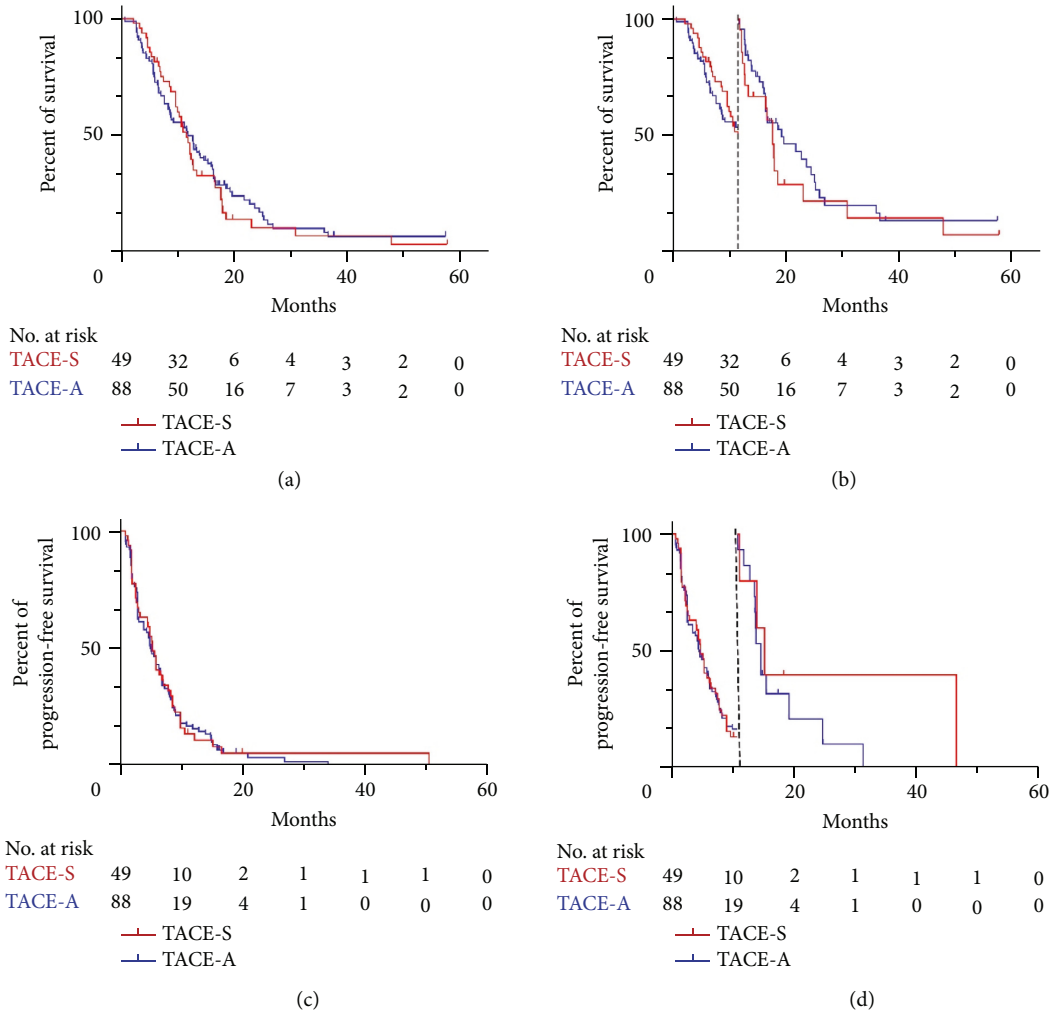 100
50
Percent of survival
0
20
40
60
Months
No. at risk
TACE-S 49 32 6 4 3 2 0
TACE-A 88 50 16 7 3 2 0
TACE-S
TACE-A
(a)
100
50
Percent of survival
0
20
40
60
Months
No. at risk
TACE-S 49 32 6 4 3 2 0
TACE-A 88 50 16 7 3 2 0
TACE-S
TACE-A
(b)
100
50
Percent of
progression-free survival
0
20
40
60
Months
No. at risk
TACE-S 49 10 2 1 1 1 0
TACE-A 88 19 4 1 0 0 0
TACE-S
TACE-A
(c)
100
50
Percent of
progression-free survival
0
20
40
60
Months
No. at risk
TACE-S 49 10 2 1 1 1 0
TACE-A 88 19 4 1 0 0 0
TACE-S
TACE-A
(d)